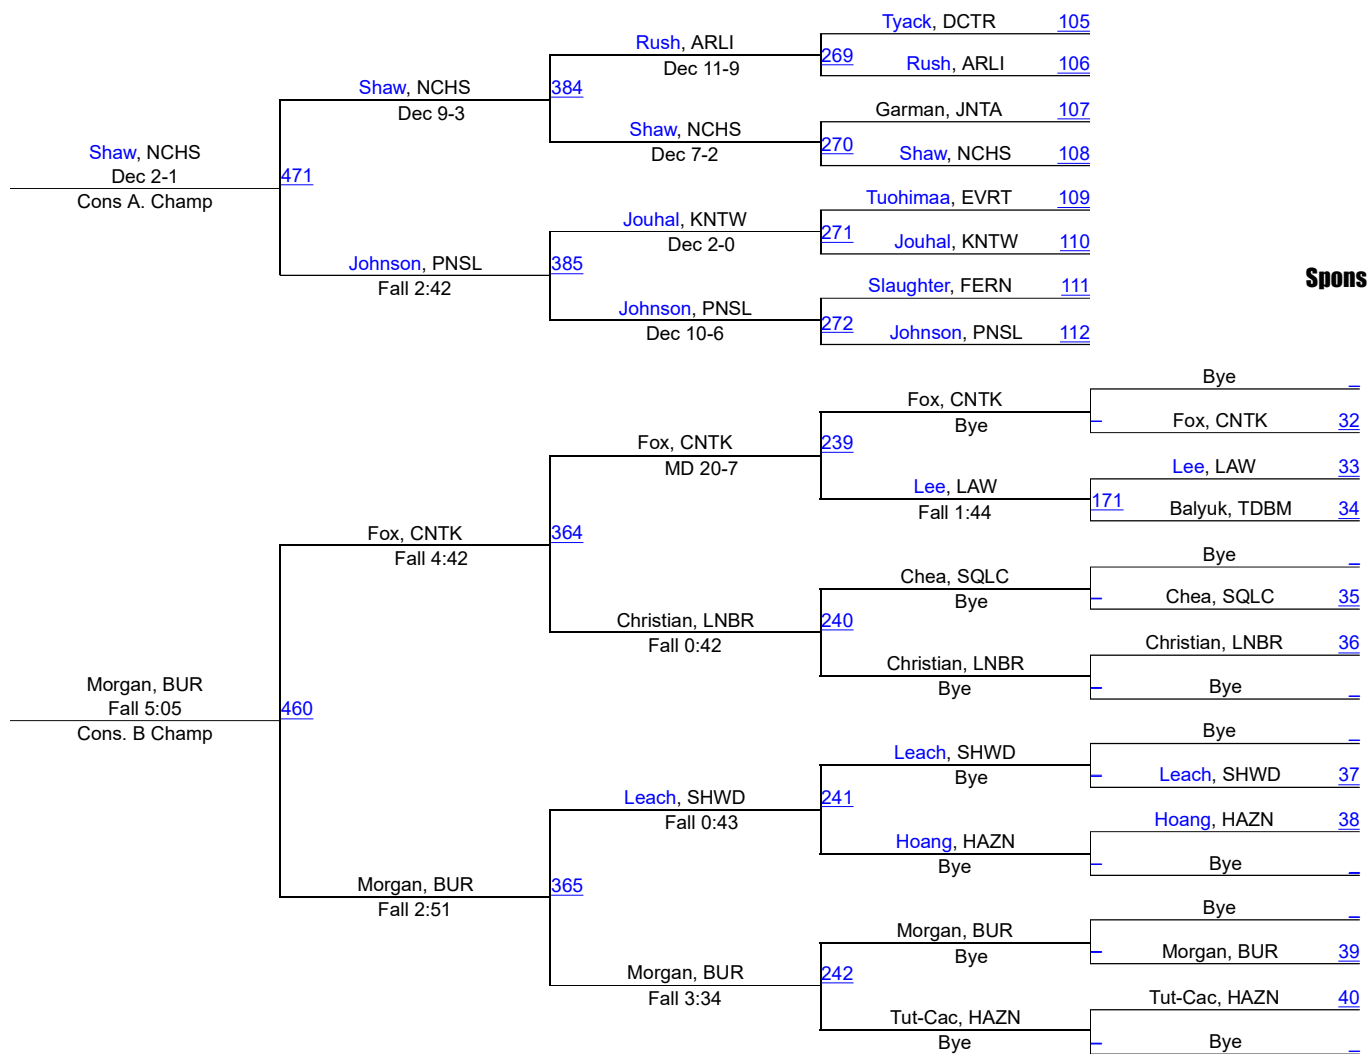 Tyack, DCTR 105
Rush, ARLI
269
Dec 11-9
Rush, ARLI 106
Shaw, NCHS
384
Dec 9-3
Garman, JNTA 107
Shaw, NCHS
270
Dec 7-2
Shaw, NCHS 108
Shaw, NCHS
Dec 2-1
471
Cons A. Champ
Tuohimaa, EVRT 109
Jouhal, KNTW
271
Dec 2-0
Jouhal, KNTW 110
Johnson, PNSL
385
Fall 2:42
Slaughter, FERN 111
Johnson, PNSL
272
Dec 10-6
Johnson, PNSL 112
Spons
Bye _
Fox, CNTK
Bye
Fox, CNTK 32
Fox, CNTK
239
MD 20-7
Lee, LAW 33
Lee, LAW
171
Fall 1:44
Balyuk, TDBM 34
Fox, CNTK
364
Fall 4:42
Bye _
Chea, SQLC
Bye
Chea, SQLC 35
Christian, LNBR
240
Fall 0:42
Christian, LNBR 36
Christian, LNBR
Bye
Bye _
Morgan, BUR
Fall 5:05
460
Cons. B Champ
Bye _
Leach, SHWD
Bye
Leach, SHWD 37
Leach, SHWD
241
Fall 0:43
Hoang, HAZN 38
Hoang, HAZN
Bye
Bye _
Morgan, BUR
365
Fall 2:51
Bye _
Morgan, BUR
Bye
Morgan, BUR 39
Morgan, BUR
242
Fall 3:34
Tut-Cac, HAZN 40
Tut-Cac, HAZN
Bye
Bye _